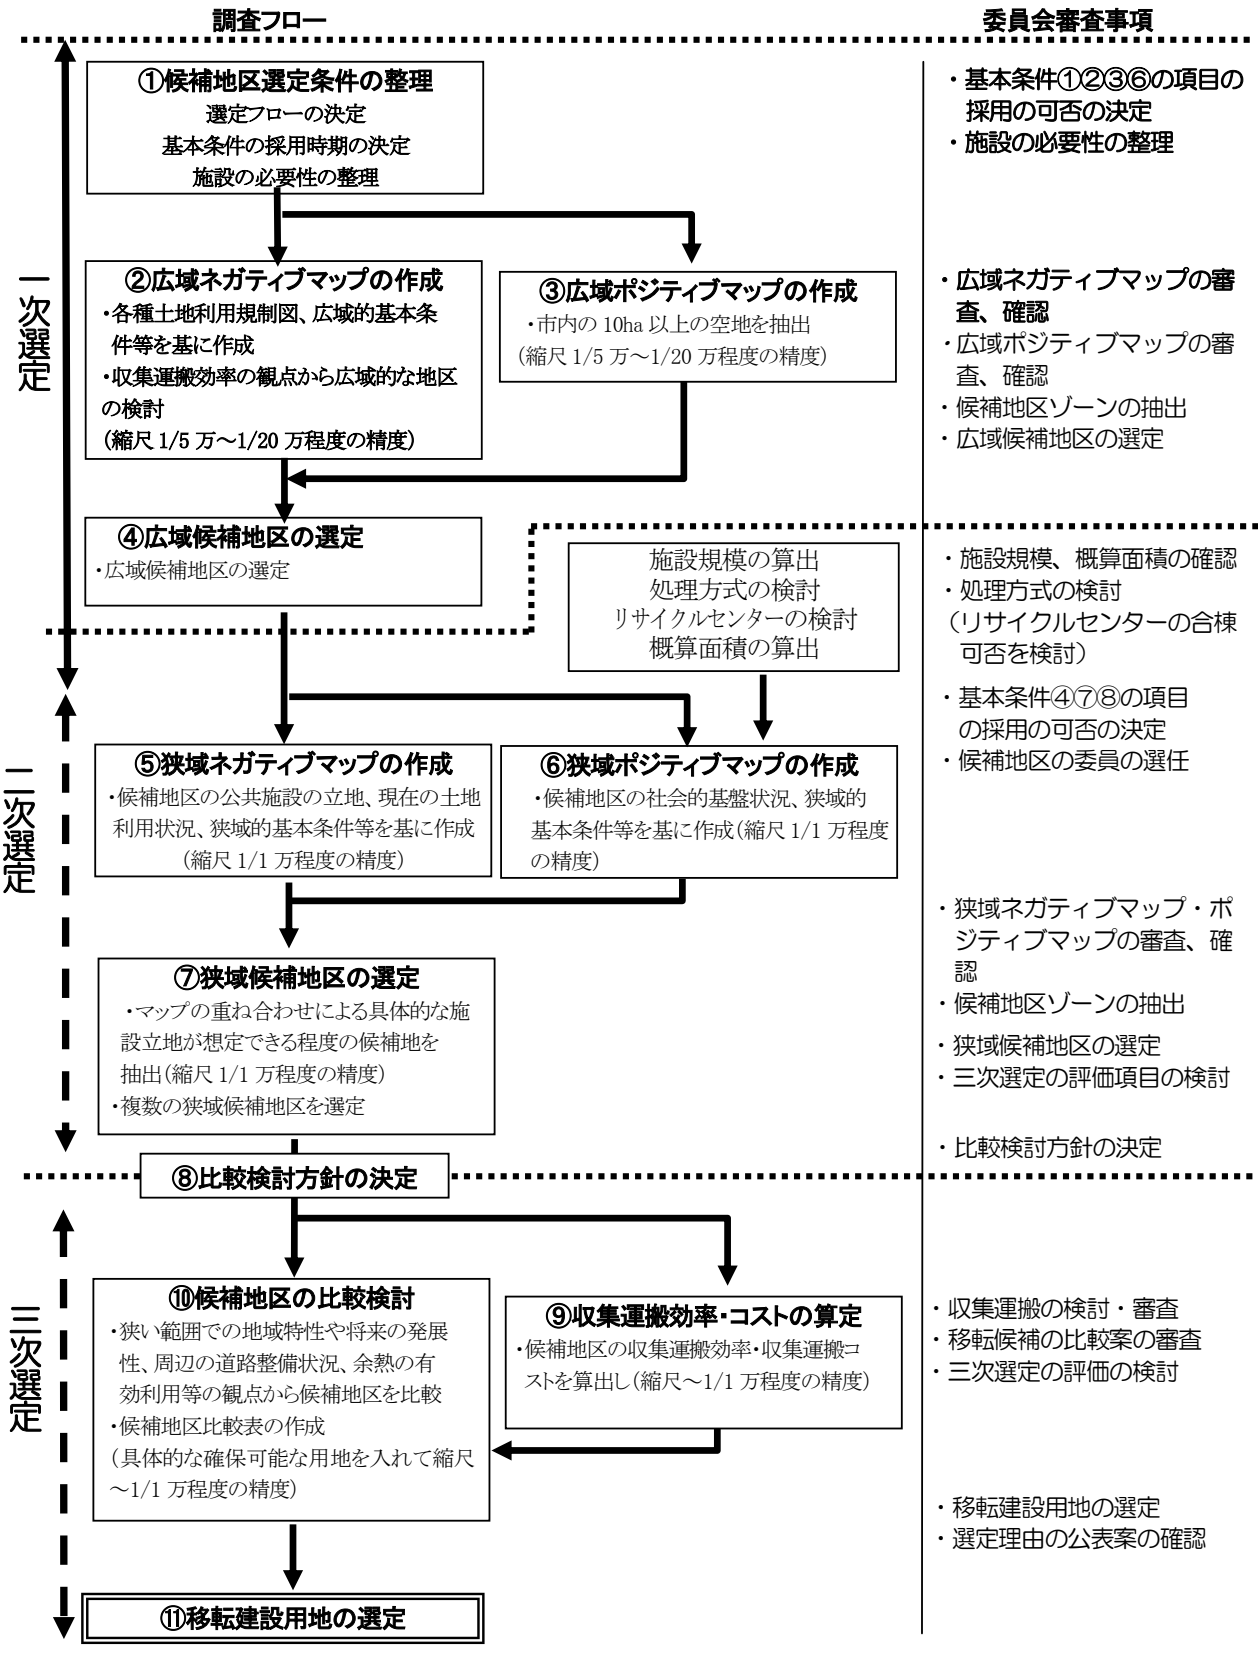 調査フロー
委員会審査事項
一次選定
①候補地区選定条件の整理
選定フローの決定
基本条件の採用時期の決定
施設の必要性の整理
・基本条件①②③⑥の項目の
採用の可否の決定
・施設の必要性の整理
②広域ネガティブマップの作成
・各種土地利用規制図、広域的基本条
件等を基に作成
・収集運搬効率の観点から広域的な地区
の検討
(縮尺 1/5 万～1/20 万程度の精度)
③広域ポジティブマップの作成
・市内の 10ha 以上の空地を抽出
(縮尺 1/5 万～1/20 万程度の精度)
・広域ネガティブマップの審
査、確認
・広域ポジティブマップの審
査、確認
・候補地区ゾーンの抽出
・広域候補地区の選定
④広域候補地区の選定
・広域候補地区の選定
施設規模の算出
処理方式の検討
リサイクルセンターの検討
概算面積の算出
・施設規模、概算面積の確認
・処理方式の検討
（リサイクルセンターの合棟
可否を検討）
二次選定
・基本条件④⑦⑧の項目
の採用の可否の決定
・候補地区の委員の選任
⑤狭域ネガティブマップの作成
・候補地区の公共施設の立地、現在の土地
利用状況、狭域的基本条件等を基に作成
(縮尺 1/1 万程度の精度)
⑥狭域ポジティブマップの作成
・候補地区の社会的基盤状況、狭域的
基本条件等を基に作成(縮尺 1/1 万程度
の精度)
・狭域ネガティブマップ・ポ
ジティブマップの審査、確
認
・候補地区ゾーンの抽出
・狭域候補地区の選定
・三次選定の評価項目の検討
⑦狭域候補地区の選定
・マップの重ね合わせによる具体的な施
設立地が想定できる程度の候補地を
抽出(縮尺 1/1 万程度の精度)
・複数の狭域候補地区を選定
・比較検討方針の決定
⑧比較検討方針の決定
三次選定
⑩候補地区の比較検討
・狭い範囲での地域特性や将来の発展
性、周辺の道路整備状況、余熱の有
効利用等の観点から候補地区を比較
・候補地区比較表の作成
(具体的な確保可能な用地を入れて縮尺
～1/1 万程度の精度)
⑨収集運搬効率・コストの算定
・候補地区の収集運搬効率・収集運搬コ
ストを算出し(縮尺～1/1 万程度の精度)
・収集運搬の検討・審査
・移転候補の比較案の審査
・三次選定の評価の検討
・移転建設用地の選定
・選定理由の公表案の確認
⑪移転建設用地の選定